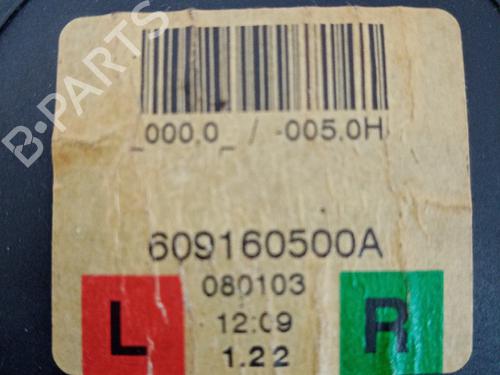 B-PARTS
_000.0_ / -005.0H
609160500A
080103
L
12:09
R
1.22